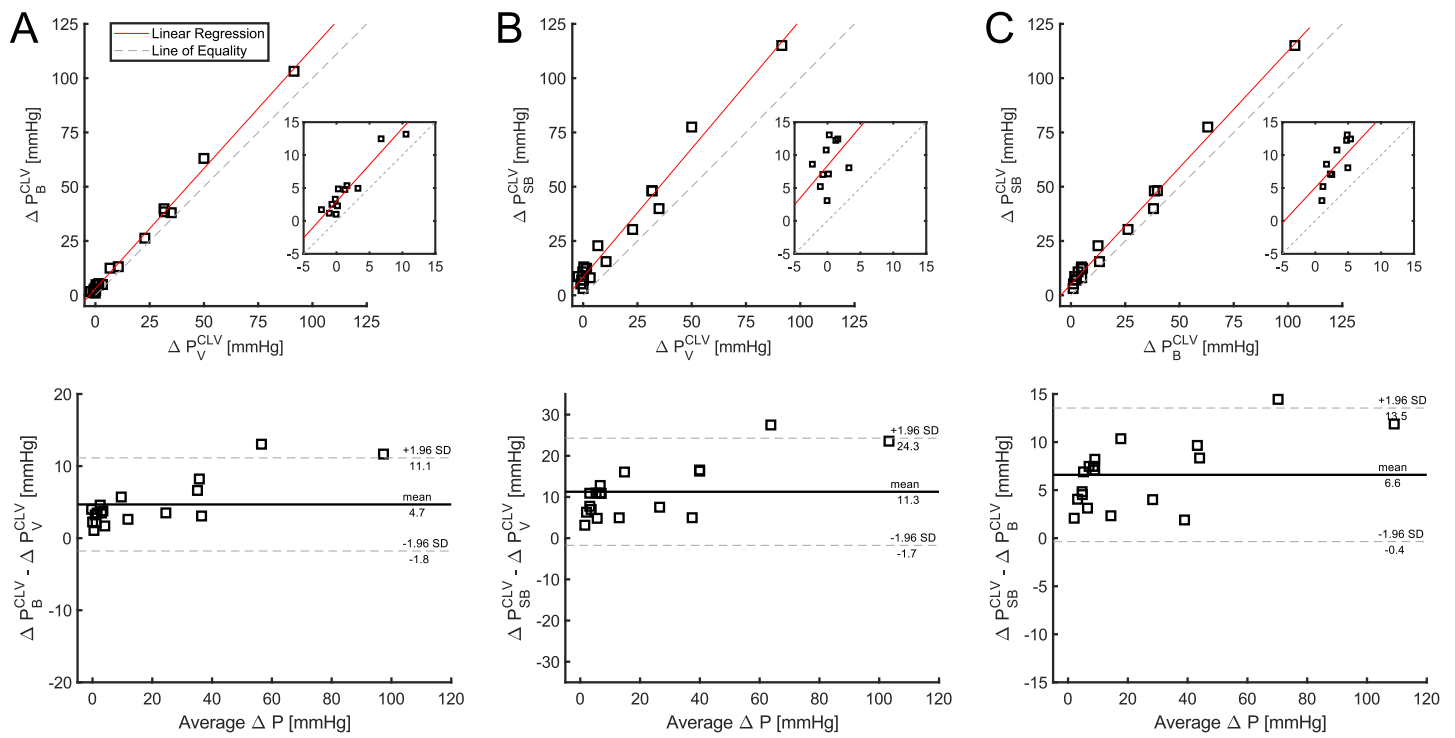 A
125
100
75
50
25
0
Δ P_B^CLV [mmHg]
Linear Regression
Line of Equality
15
10
5
0
-5
-5 0 5 10 15
0 25 50 75 100 125
Δ P_V^CLV [mmHg]
B
125
100
75
50
25
0
Δ P_SB^CLV [mmHg]
15
10
5
0
-5
-5 0 5 10 15
0 25 50 75 100 125
Δ P_V^CLV [mmHg]
C
125
100
75
50
25
0
Δ P_SB^CLV [mmHg]
15
10
5
0
-5
-5 0 5 10 15
0 25 50 75 100 125
Δ P_B^CLV [mmHg]
20
10
0
-10
-20
Δ P_B^CLV - Δ P_V^CLV [mmHg]
+1.96 SD
11.1
mean
4.7
-1.96 SD
-1.8
0 20 40 60 80 100 120
Average Δ P [mmHg]
30
20
10
0
-10
-20
-30
Δ P_SB^CLV - Δ P_V^CLV [mmHg]
+1.96 SD
24.3
mean
11.3
-1.96 SD
-1.7
0 20 40 60 80 100 120
Average Δ P [mmHg]
15
10
5
0
-5
-10
-15
Δ P_SB^CLV - Δ P_B^CLV [mmHg]
+1.96 SD
13.5
mean
6.6
-1.96 SD
-0.4
0 20 40 60 80 100 120
Average Δ P [mmHg]